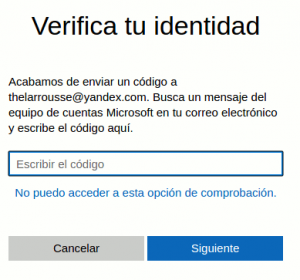 Verifica tu identidad
Acabamos de enviar un código a
thelarrousse@yandex.com. Busca un mensaje del
equipo de cuentas Microsoft en tu correo electrónico
y escribe el código aquí.
Escribir el código
No puedo acceder a esta opción de comprobación.
Cancelar
Siguiente